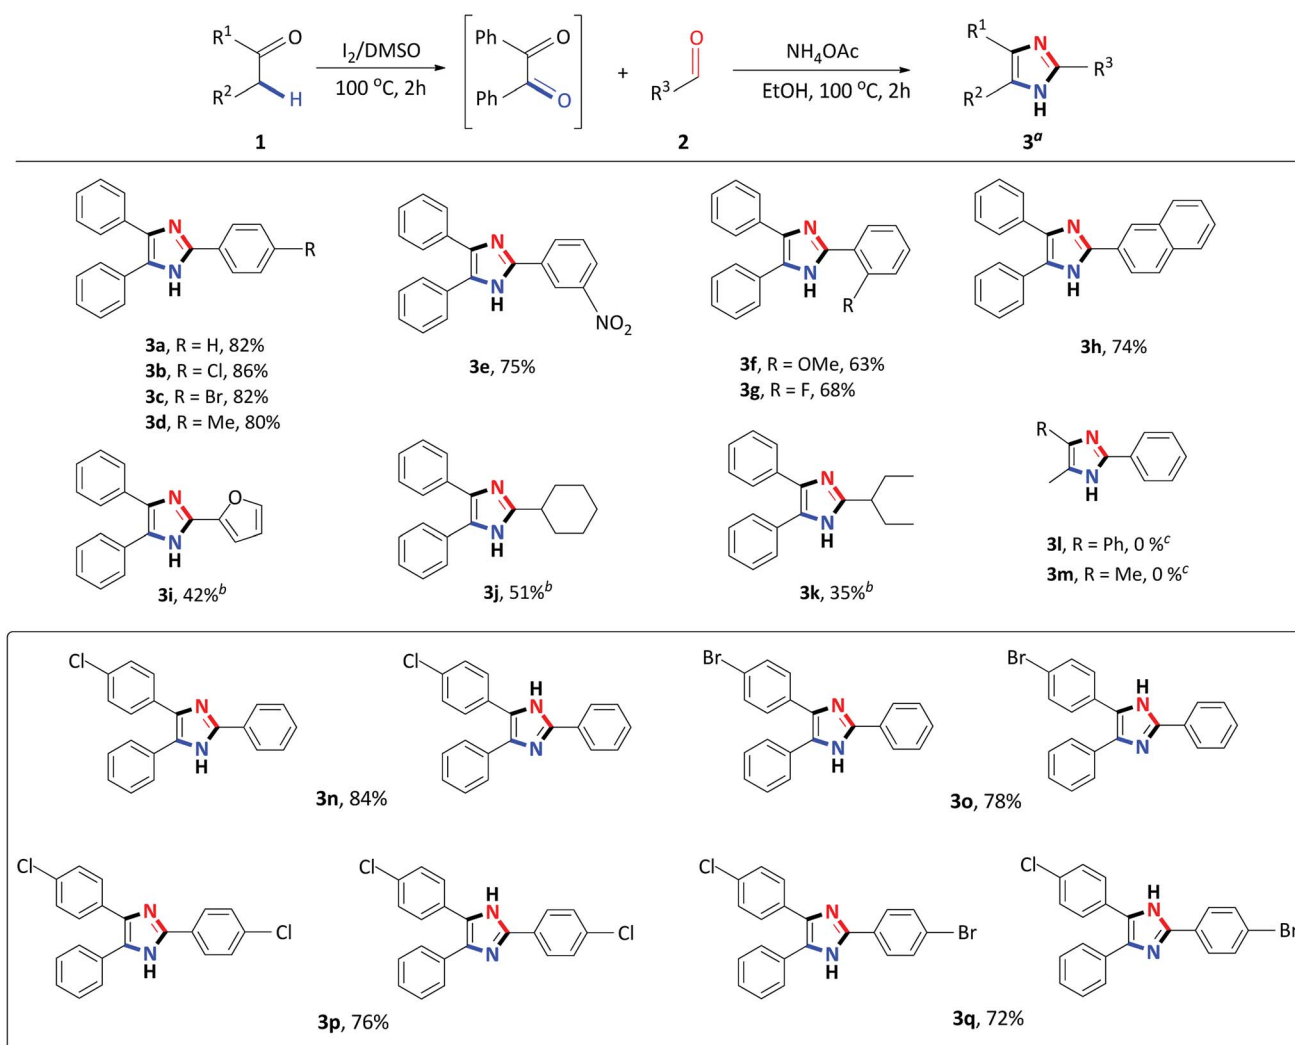 R¹ O I₂/DMSO Ph O O NH₄OAc R¹ N
R² H 100 °C, 2h Ph O + R³ EtOH, 100 °C, 2h R² N H R³
1 2 3ᵃ
N N H R
3a, R = H, 82%
3b, R = Cl, 86%
3c, R = Br, 82%
3d, R = Me, 80%
N N H NO₂
3e, 75%
N N H R
3f, R = OMe, 63%
3g, R = F, 68%
N N H
3h, 74%
N N H O
3i, 42%ᵇ
N N H
3j, 51%ᵇ
N N H
3k, 35%ᵇ
R N N H
3l, R = Ph, 0 %ᶜ
3m, R = Me, 0 %ᶜ
Cl N N H Cl H N N
3n, 84%
Br N N H Br H N N
3o, 78%
Cl N N H Cl Cl H N N Cl
3p, 76%
Cl N N H Br Cl H N N Br
3q, 72%